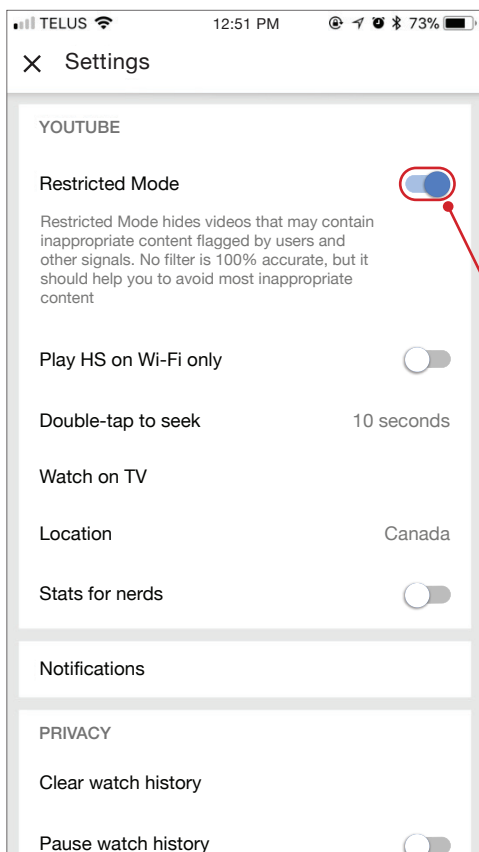 TELUS 12:51 PM 73%
Settings
YOUTUBE
Restricted Mode
Restricted Mode hides videos that may contain
inappropriate content flagged by users and
other signals. No filter is 100% accurate, but it
should help you to avoid most inappropriate
content
Play HS on Wi-Fi only
Double-tap to seek 10 seconds
Watch on TV
Location Canada
Stats for nerds
Notifications
PRIVACY
Clear watch history
Pause watch history